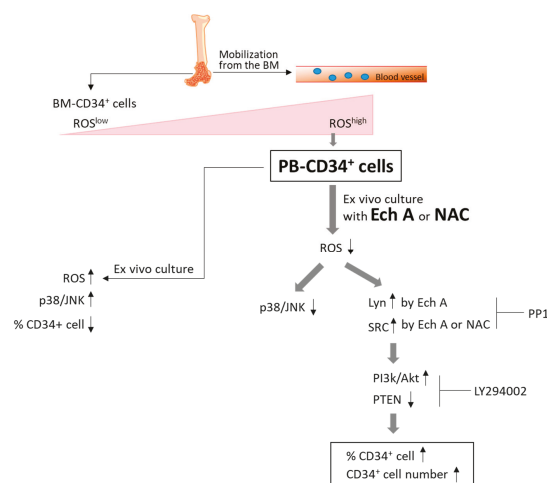 Mobilization
from the BM
Blood vessel
BM-CD34⁺ cells
ROSˡᵒʷ
ROSʰⁱᵍʰ
PB-CD34⁺ cells
Ex vivo culture
with Ech A or NAC
ROS ↓
Ex vivo culture
ROS ↑
p38/JNK ↑
% CD34+ cell ↓
p38/JNK ↓
Lyn ↑ by Ech A
SRC ↑ by Ech A or NAC
PP1
PI3k/Akt ↑
PTEN ↓
LY294002
% CD34⁺ cell ↑
CD34⁺ cell number ↑